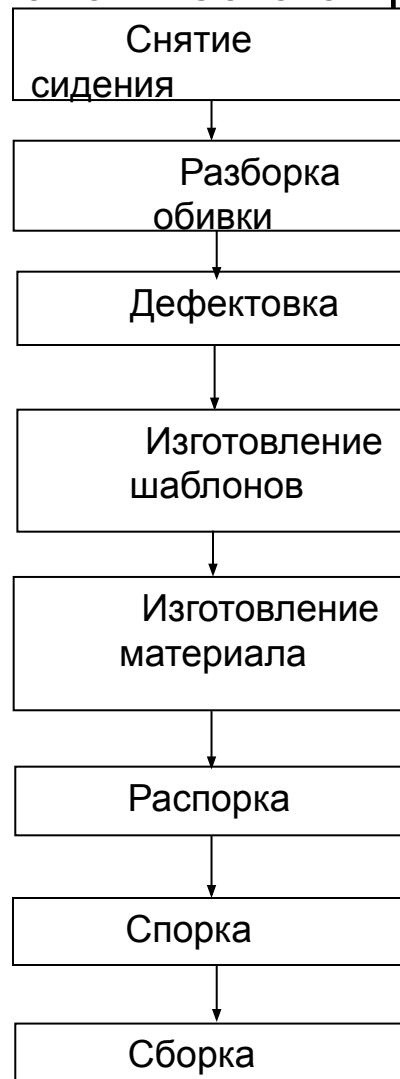 Снятие
сидения
Разборка
обивки
Дефектовка
Изготовление
шаблонов
Изготовление
материала
Распорка
Спорка
Сборка